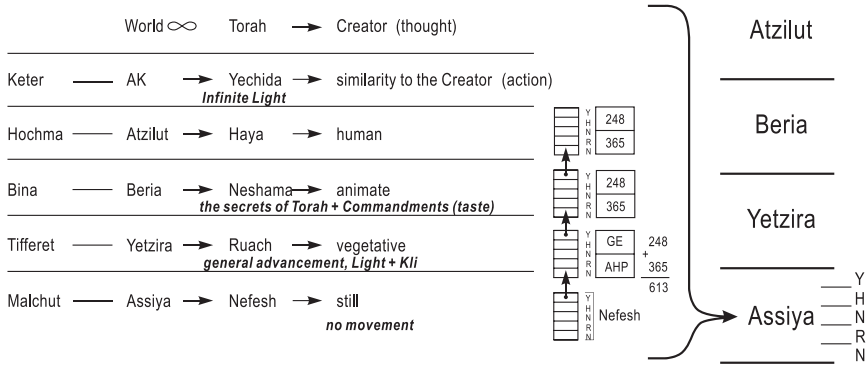 World ∞ Torah → Creator (thought)
Keter — AK → Yechida → similarity to the Creator (action)
Infinite Light
Hochma — Atzilut → Haya → human
Bina — Beria → Neshama → animate
the secrets of Torah + Commandments (taste)
Tifferet — Yetzira → Ruach → vegetative
general advancement, Light + Kli
Malchut — Assiya → Nefesh → still
no movement
Y
H
N
R
N
248
365
Y
H
N
R
N
248
365
Y
H
N
R
N
GE
AHP
248
+
365
613
Y
H
N
R
N
Nefesh
Atzilut
Beria
Yetzira
Assiya
Y
H
N
R
N